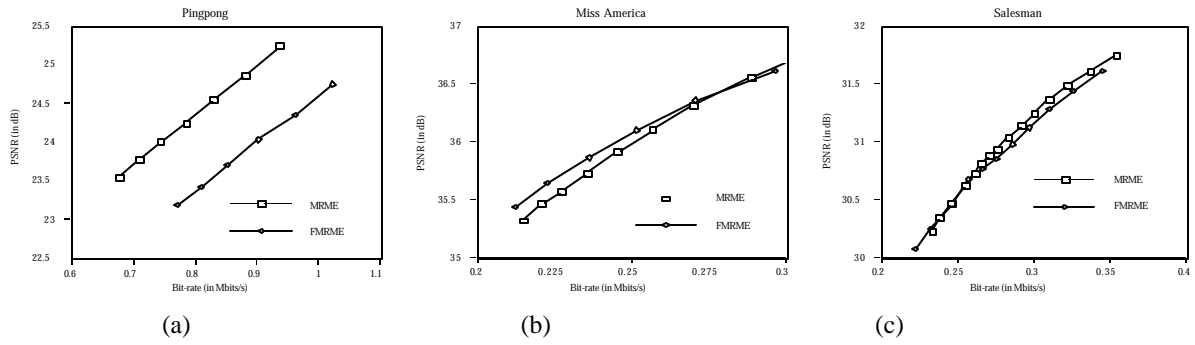 Pingpong
25.5
25
24.5
24
23.5
23
22.5
PSNR (in dB)
MRME
FMRME
0.6
0.7
0.8
0.9
1
1.1
Bit-rate (in Mbits/s)
(a)
Miss America
37
36.5
36
35.5
35
PSNR (in dB)
MRME
FMRME
0.2
0.225
0.25
0.275
0.3
Bit-rate (in Mbits/s)
(b)
Salesman
32
31.5
31
30.5
30
PSNR (in dB)
MRME
FMRME
0.2
0.25
0.3
0.35
0.4
Bit-rate (in Mbits/s)
(c)